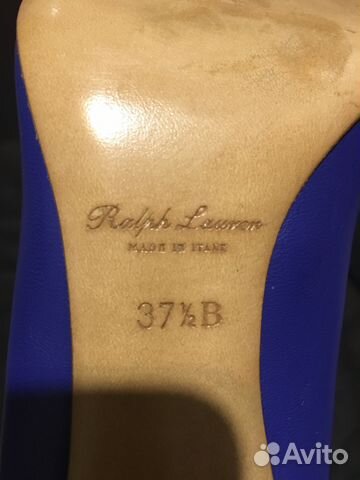 Ralph Lauren
MADE IN ITALY
37½B
Avito